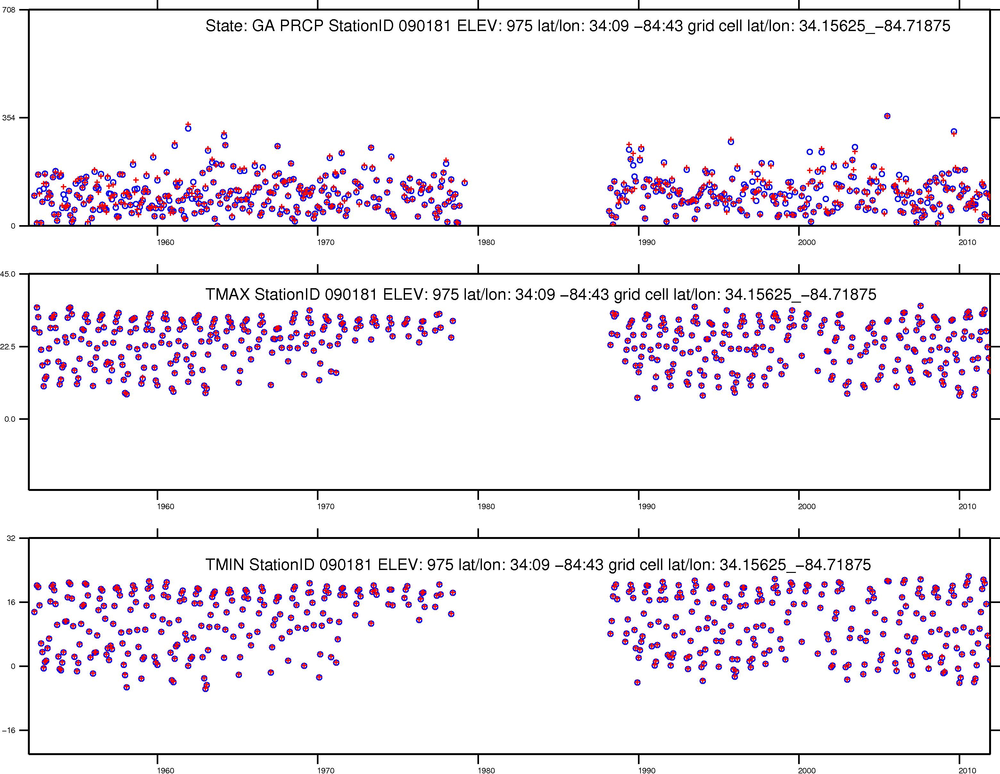 708
State: GA PRCP StationID 090181 ELEV: 975 lat/lon: 34:09 −84:43 grid cell lat/lon: 34.15625_−84.71875
354
0
1960 1970 1980 1990 2000 2010
45.0
TMAX StationID 090181 ELEV: 975 lat/lon: 34:09 −84:43 grid cell lat/lon: 34.15625_−84.71875
22.5
0.0
1960 1970 1980 1990 2000 2010
32
TMIN StationID 090181 ELEV: 975 lat/lon: 34:09 −84:43 grid cell lat/lon: 34.15625_−84.71875
16
0
−16
1960 1970 1980 1990 2000 2010